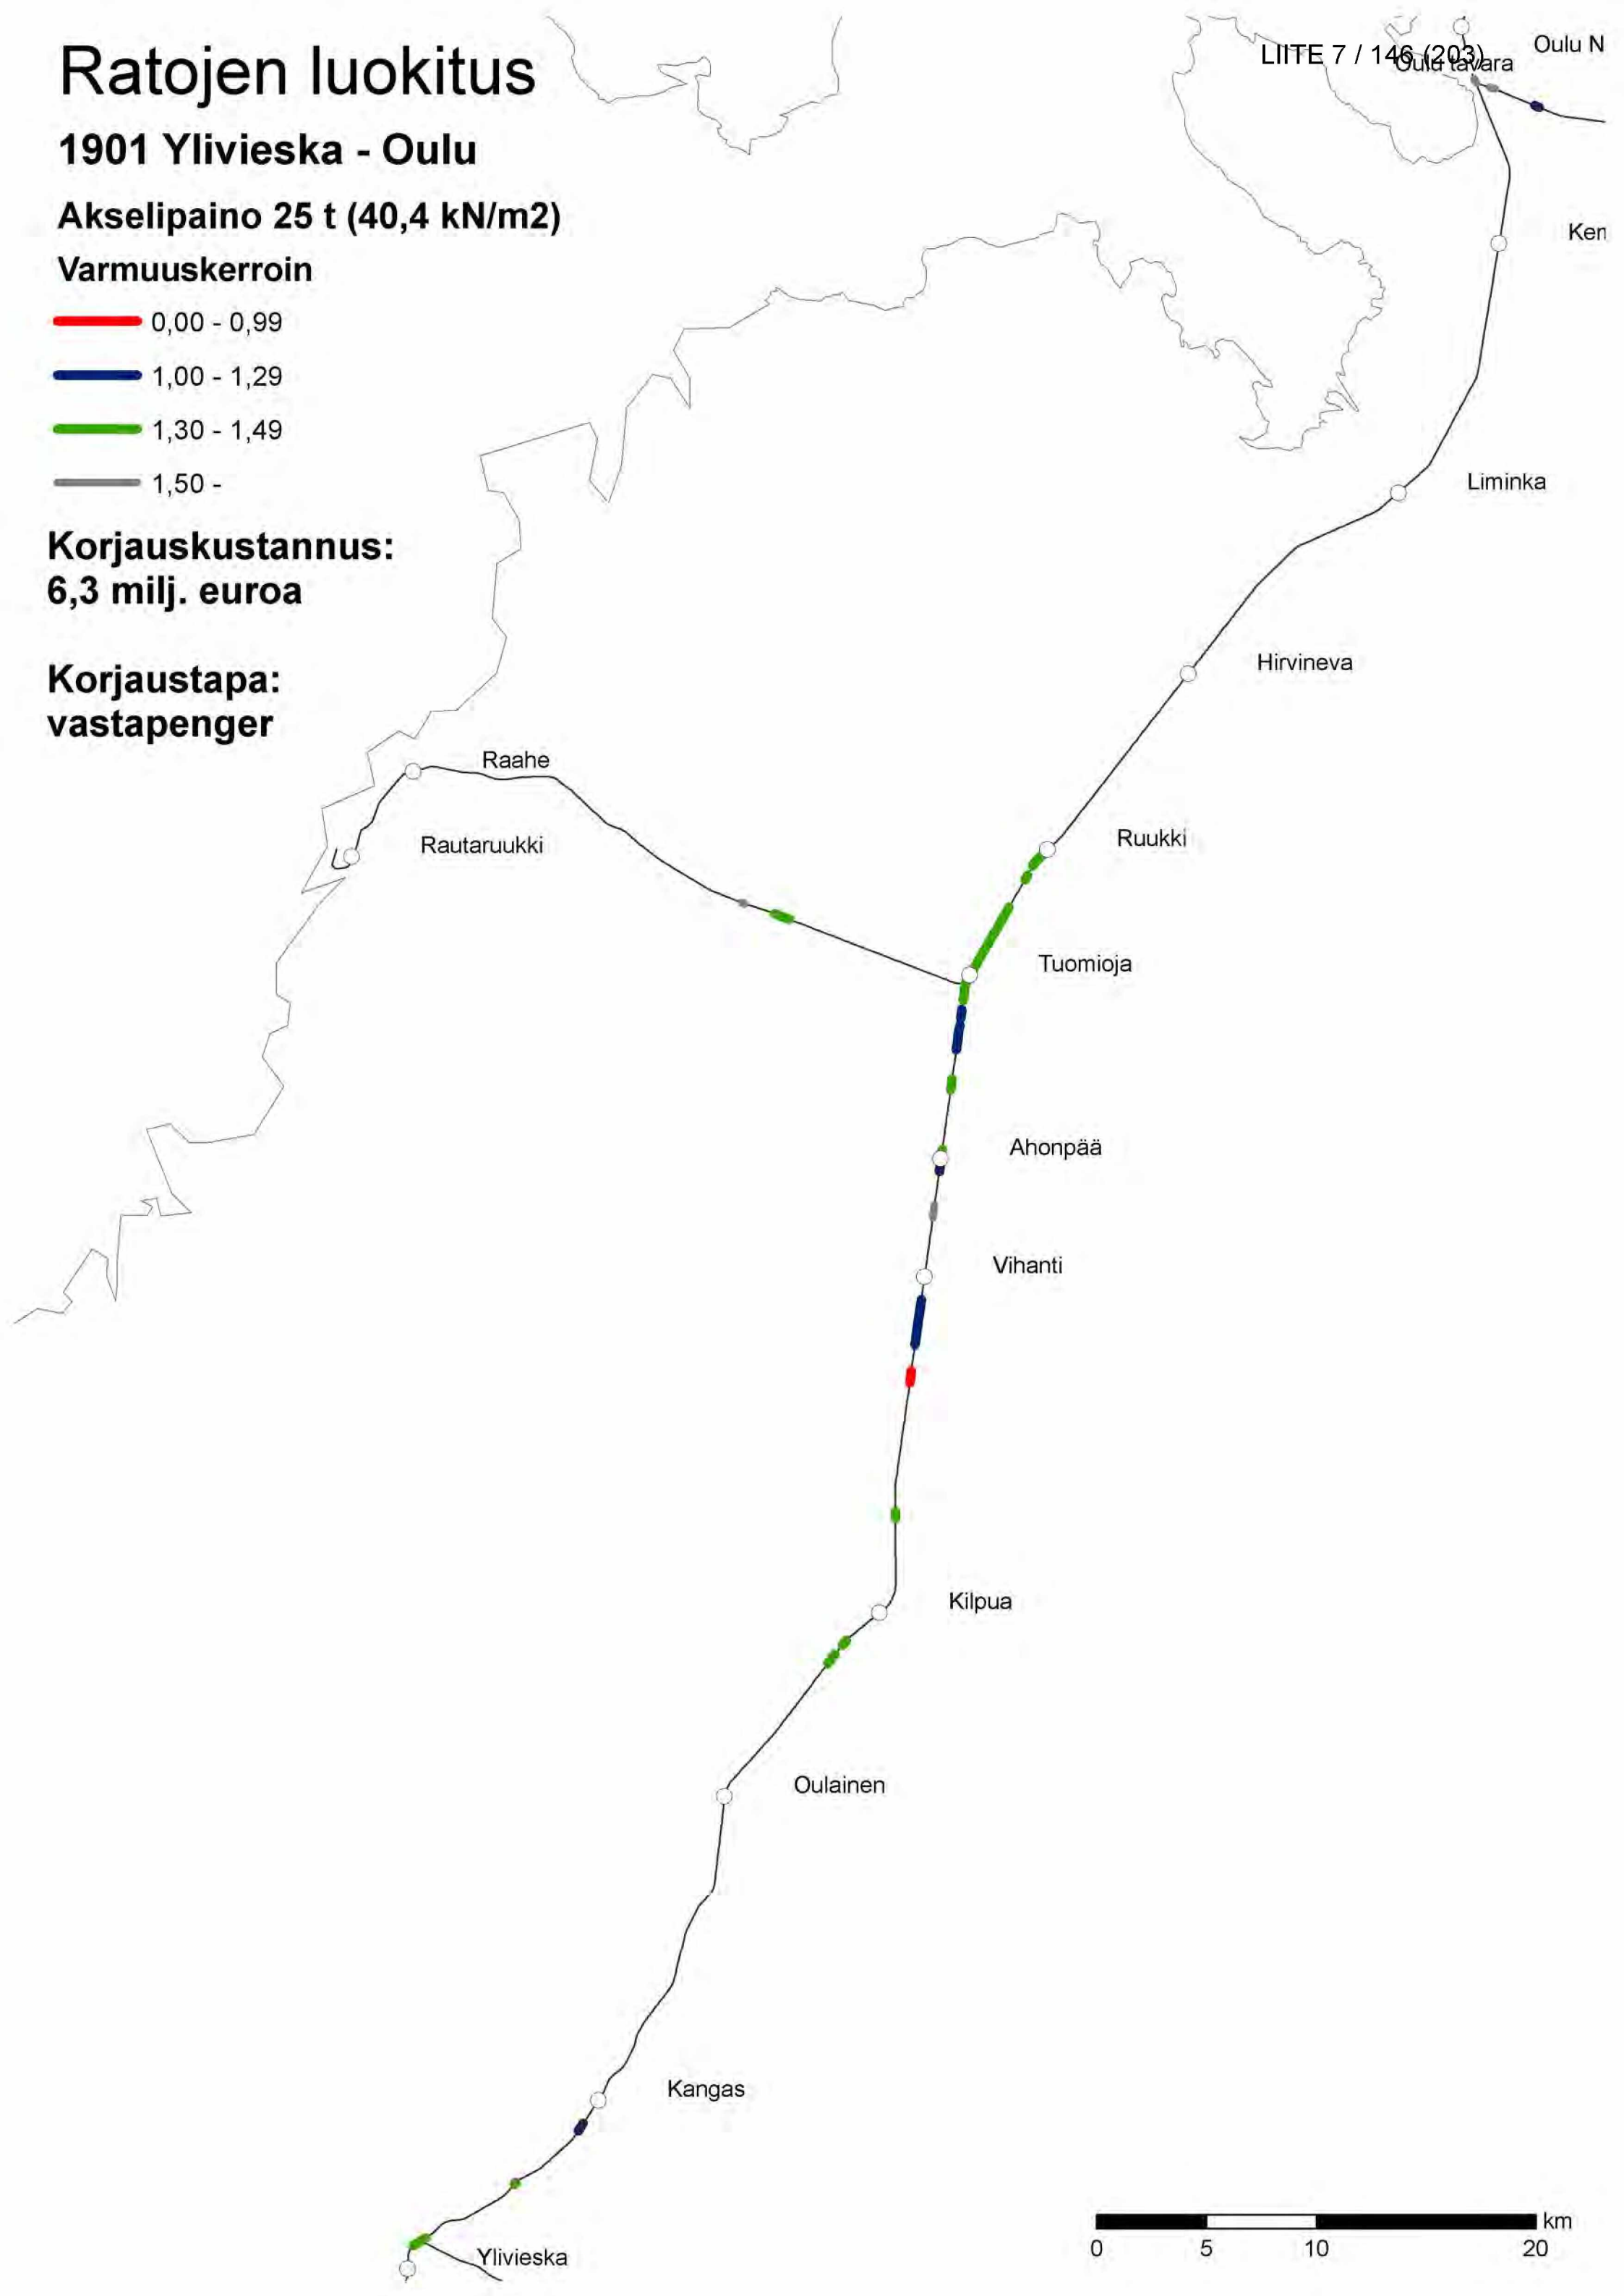 Ratojen luokitus
LIITE 7 / 146 (203)
Oulu N
Oulu tavara
1901 Ylivieska - Oulu
Akselipaino 25 t (40,4 kN/m2)
Ken
Varmuuskerroin
0,00 - 0,99
1,00 - 1,29
1,30 - 1,49
1,50 -
Liminka
Korjauskustannus:
6,3 milj. euroa
Hirvineva
Korjaustapa:
vastapenger
Raahe
Ruukki
Rautaruukki
Tuomioja
Ahonpää
Vihanti
Kilpua
Oulainen
Kangas
Ylivieska
km
0 5 10 20